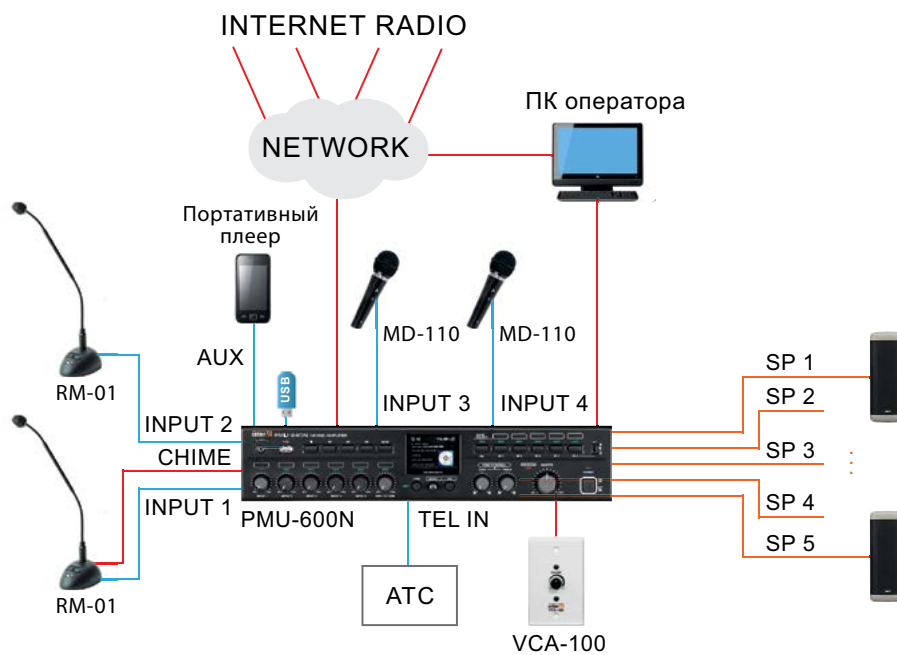 INTERNET RADIO
NETWORK
ПК оператора
Портативный
плеер
AUX
USB
MD-110
MD-110
RM-01
INPUT 2
CHIME
INPUT 1
RM-01
INPUT 3
INPUT 4
PMU-600N
TEL IN
АТС
VCA-100
SP 1
SP 2
SP 3
SP 4
SP 5